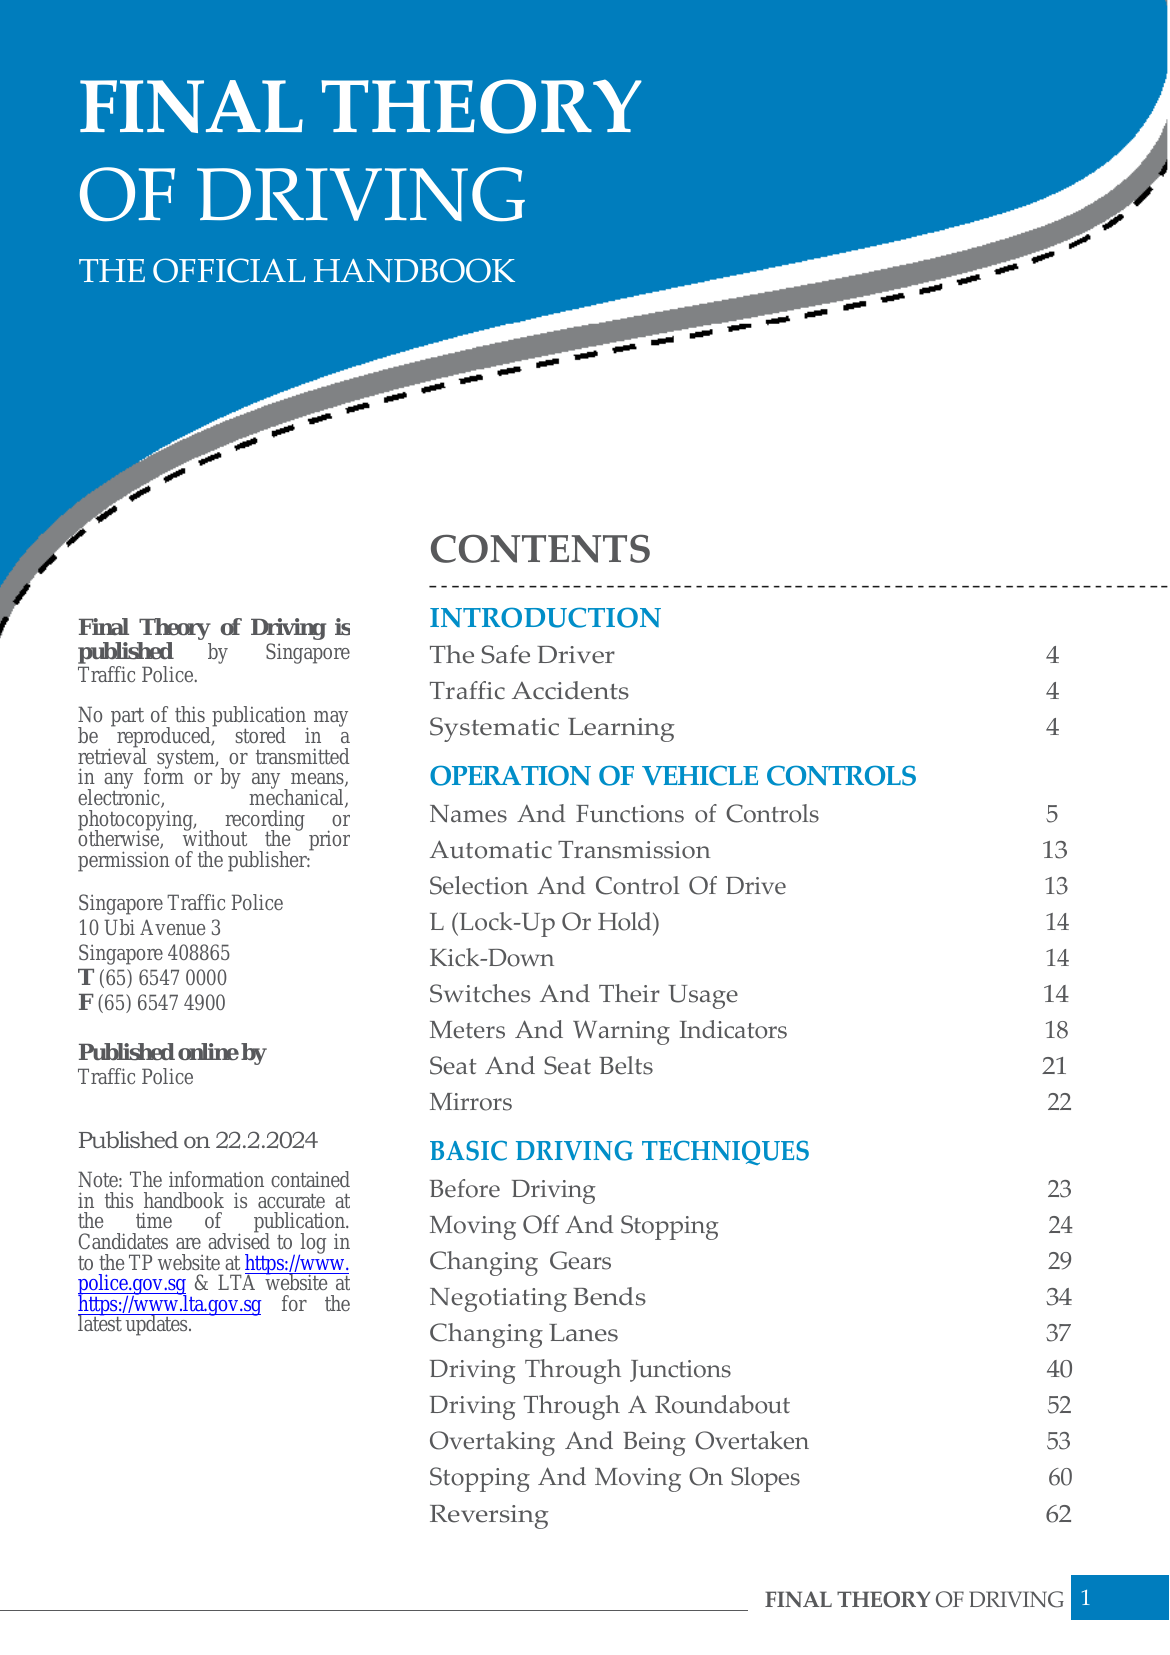 FINAL THEORY
OF DRIVING
THE OFFICIAL HANDBOOK
Final Theory of Driving is
published by Singapore
Traffic Police.
No part of this publication may
be reproduced, stored in a
retrieval system, or transmitted
in any form or by any means,
electronic, mechanical,
photocopying, recording or
otherwise, without the prior
permission of the publisher:
Singapore Traffic Police
10 Ubi Avenue 3
Singapore 408865
T (65) 6547 0000
F (65) 6547 4900
Published online by
Traffic Police
Published on 22.2.2024
Note: The information contained
in this handbook is accurate at
the time of publication.
Candidates are advised to log in
to the TP website at https://www.
police.gov.sg & LTA website at
https://www.lta.gov.sg for the
latest updates.
CONTENTS
INTRODUCTION
The Safe Driver 4
Traffic Accidents 4
Systematic Learning 4
OPERATION OF VEHICLE CONTROLS
Names And Functions of Controls 5
Automatic Transmission 13
Selection And Control Of Drive 13
L (Lock-Up Or Hold) 14
Kick-Down 14
Switches And Their Usage 14
Meters And Warning Indicators 18
Seat And Seat Belts 21
Mirrors 22
BASIC DRIVING TECHNIQUES
Before Driving 23
Moving Off And Stopping 24
Changing Gears 29
Negotiating Bends 34
Changing Lanes 37
Driving Through Junctions 40
Driving Through A Roundabout 52
Overtaking And Being Overtaken 53
Stopping And Moving On Slopes 60
Reversing 62
FINAL THEORY OF DRIVING 1